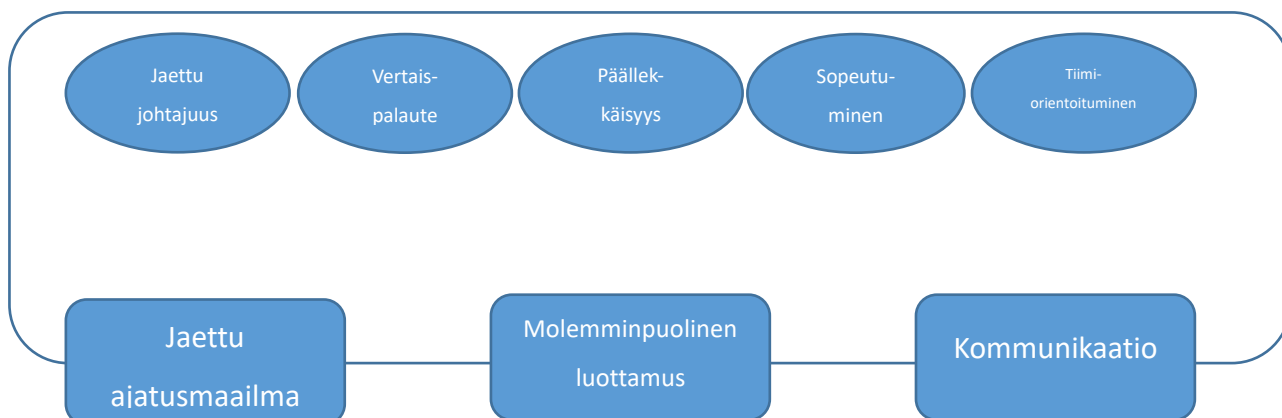 Jaettu
johtajuus
Vertais-
palaute
Päällek-
käisyys
Sopeutu-
minen
Tiimi-
orientoituminen
Jaettu
ajatusmaailma
Molemminpuolinen
luottamus
Kommunikaatio